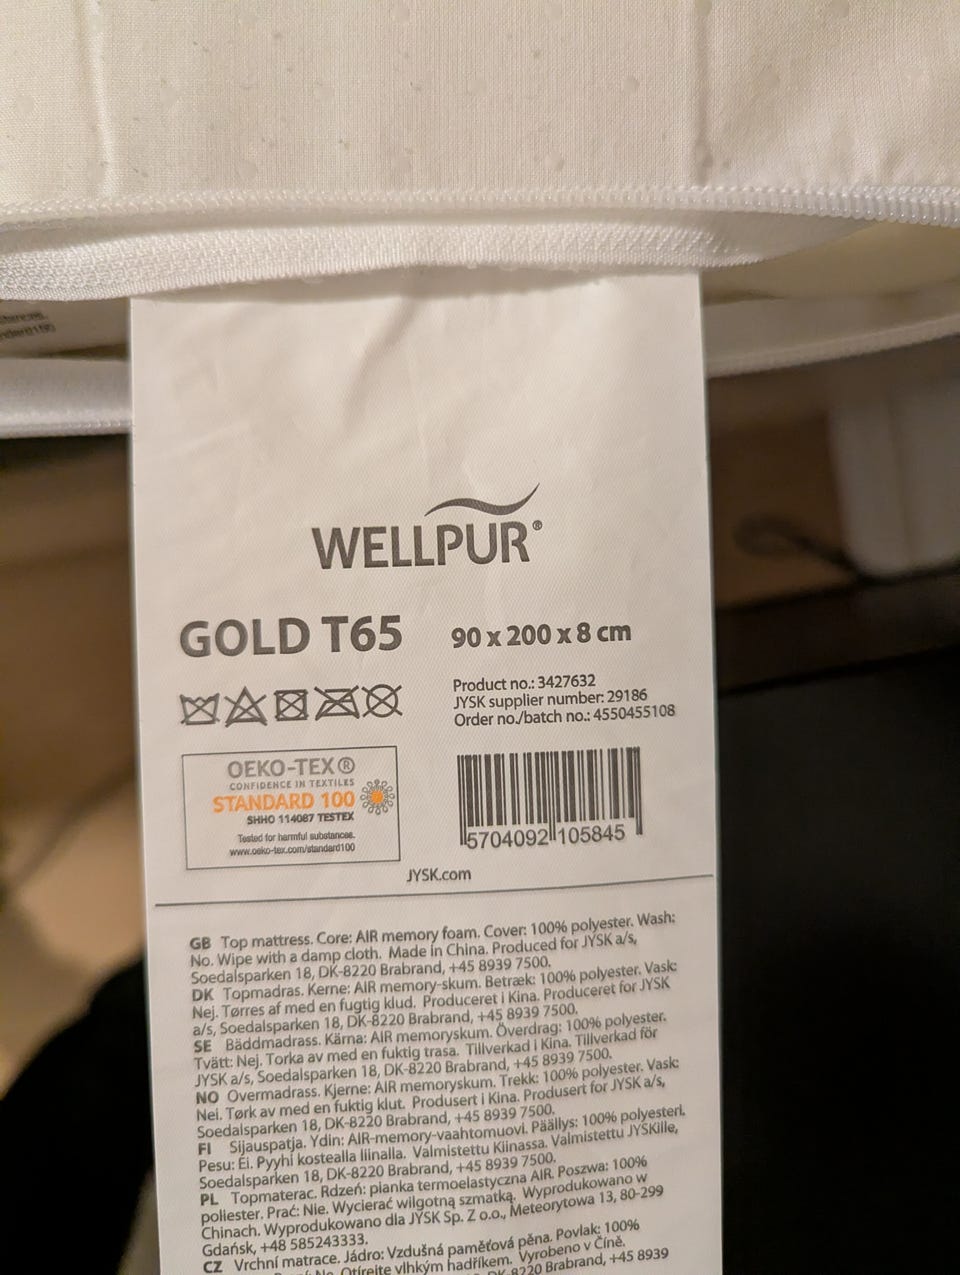 WELLPUR®
GOLD T65
90 x 200 x 8 cm
Product no.: 3427632
JYSK supplier number: 29186
Order no./batch no.: 4550455108
OEKO-TEX®
CONFIDENCE IN TEXTILES
STANDARD 100
SHHO 114087 TESTEX
Tested for harmful substances.
www.oeko-tex.com/standard100
5704092 105845
JYSK.com
GB Top mattress. Core: AIR memory foam. Cover: 100% polyester. Wash:
No. Wipe with a damp cloth. Made in China. Produced for JYSK a/s,
Soedalsparken 18, DK-8220 Brabrand, +45 8939 7500.
DK Topmadras. Kerne: AIR memory-skum. Betræk: 100% polyester. Vask:
Nej. Tørres af med en fugtig klud. Produceret i Kina. Produceret for JYSK
a/s, Soedalsparken 18, DK-8220 Brabrand, +45 8939 7500.
SE Bäddmadrass. Kärna: AIR memoryskum. Överdrag: 100% polyester.
Tvätt: Nej. Torka av med en fuktig trasa. Tillverkad i Kina. Tillverkad för
JYSK a/s, Soedalsparken 18, DK-8220 Brabrand, +45 8939 7500.
NO Overmadrass. Kjerne: AIR memoryskum. Trekk: 100% polyester. Vask:
Nei. Tørk av med en fuktig klut. Produsert i Kina. Produsert for JYSK a/s,
Soedalsparken 18, DK-8220 Brabrand, +45 8939 7500.
FI Sijauspatja. Ydin: AIR-memory-vaahtomuovi. Päällys: 100% polyesteri.
Pesu: Ei. Pyyhi kostealla liinalla. Valmistettu Kiinassa. Valmistettu JYSKille,
Soedalsparken 18, DK-8220 Brabrand, +45 8939 7500.
PL Topmaterac. Rdzeń: pianka termoelastyczna AIR. Poszwa: 100%
poliester. Prać: Nie. Wycierać wilgotną szmatką. Wyprodukowano w
Chinach. Wyprodukowano dla JYSK Sp. Z o.o., Meteorytowa 13, 80-299
Gdańsk, +48 585243333.
CZ Vrchní matrace. Jádro: Vzdušná paměťová pěna. Povlak: 100%
Ne. Otírejte vlhkým hadříkem. Vyrobeno v Číně.
8220 Brabrand, +45 8939